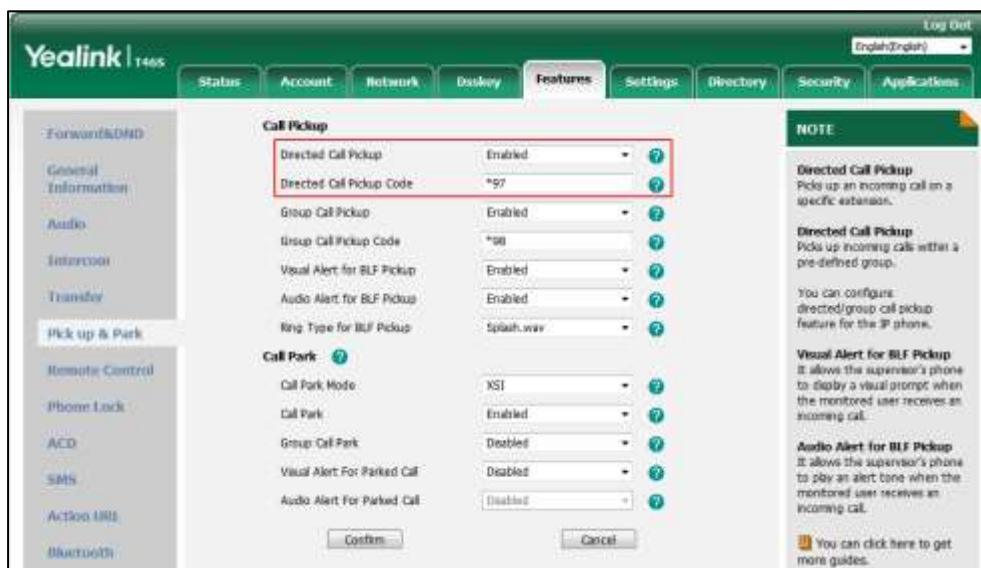 Log Out
English(English)
Yealink T46S
Status Account Network Dsskey Features Settings Directory Security Applications
Forward&DND
General
Information
Audio
Intercom
Transfer
Pick up & Park
Remote Control
Phone Lock
ACD
SMS
Action URL
Bluetooth
Call Pickup
Directed Call Pickup Enabled
Directed Call Pickup Code *97
Group Call Pickup Enabled
Group Call Pickup Code *98
Visual Alert for BLF Pickup Enabled
Audio Alert for BLF Pickup Enabled
Ring Type for BLF Pickup Splash.wav
Call Park
Call Park Mode XSI
Call Park Enabled
Group Call Park Disabled
Visual Alert For Parked Call Disabled
Audio Alert For Parked Call Disabled
Confirm Cancel
NOTE
Directed Call Pickup
Picks up an incoming call on a
specific extension.
Directed Call Pickup
Picks up incoming calls within a
pre-defined group.
You can configure
directed/group call pickup
feature for the IP phone.
Visual Alert for BLF Pickup
It allows the supervisor's phone
to display a visual prompt when
the monitored user receives an
incoming call.
Audio Alert for BLF Pickup
It allows the supervisor's phone
to play an alert tone when the
monitored user receives an
incoming call.
You can click here to get
more guides.